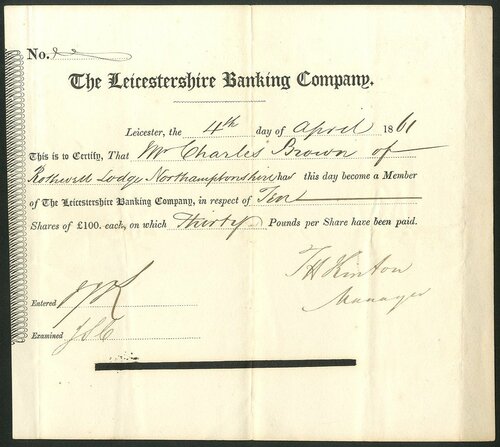 No.
The Leicestershire Banking Company.
Leicester, the 4th day of April 1861
This is to Certify, That Mr Charles Brown of
Rothwell Lodge Northamptonshire has this day become a Member
of The Leicestershire Banking Company, in respect of Ten
Shares of £100. each, on which Thirty Pounds per Share have been paid.
Manager
Entered
Examined